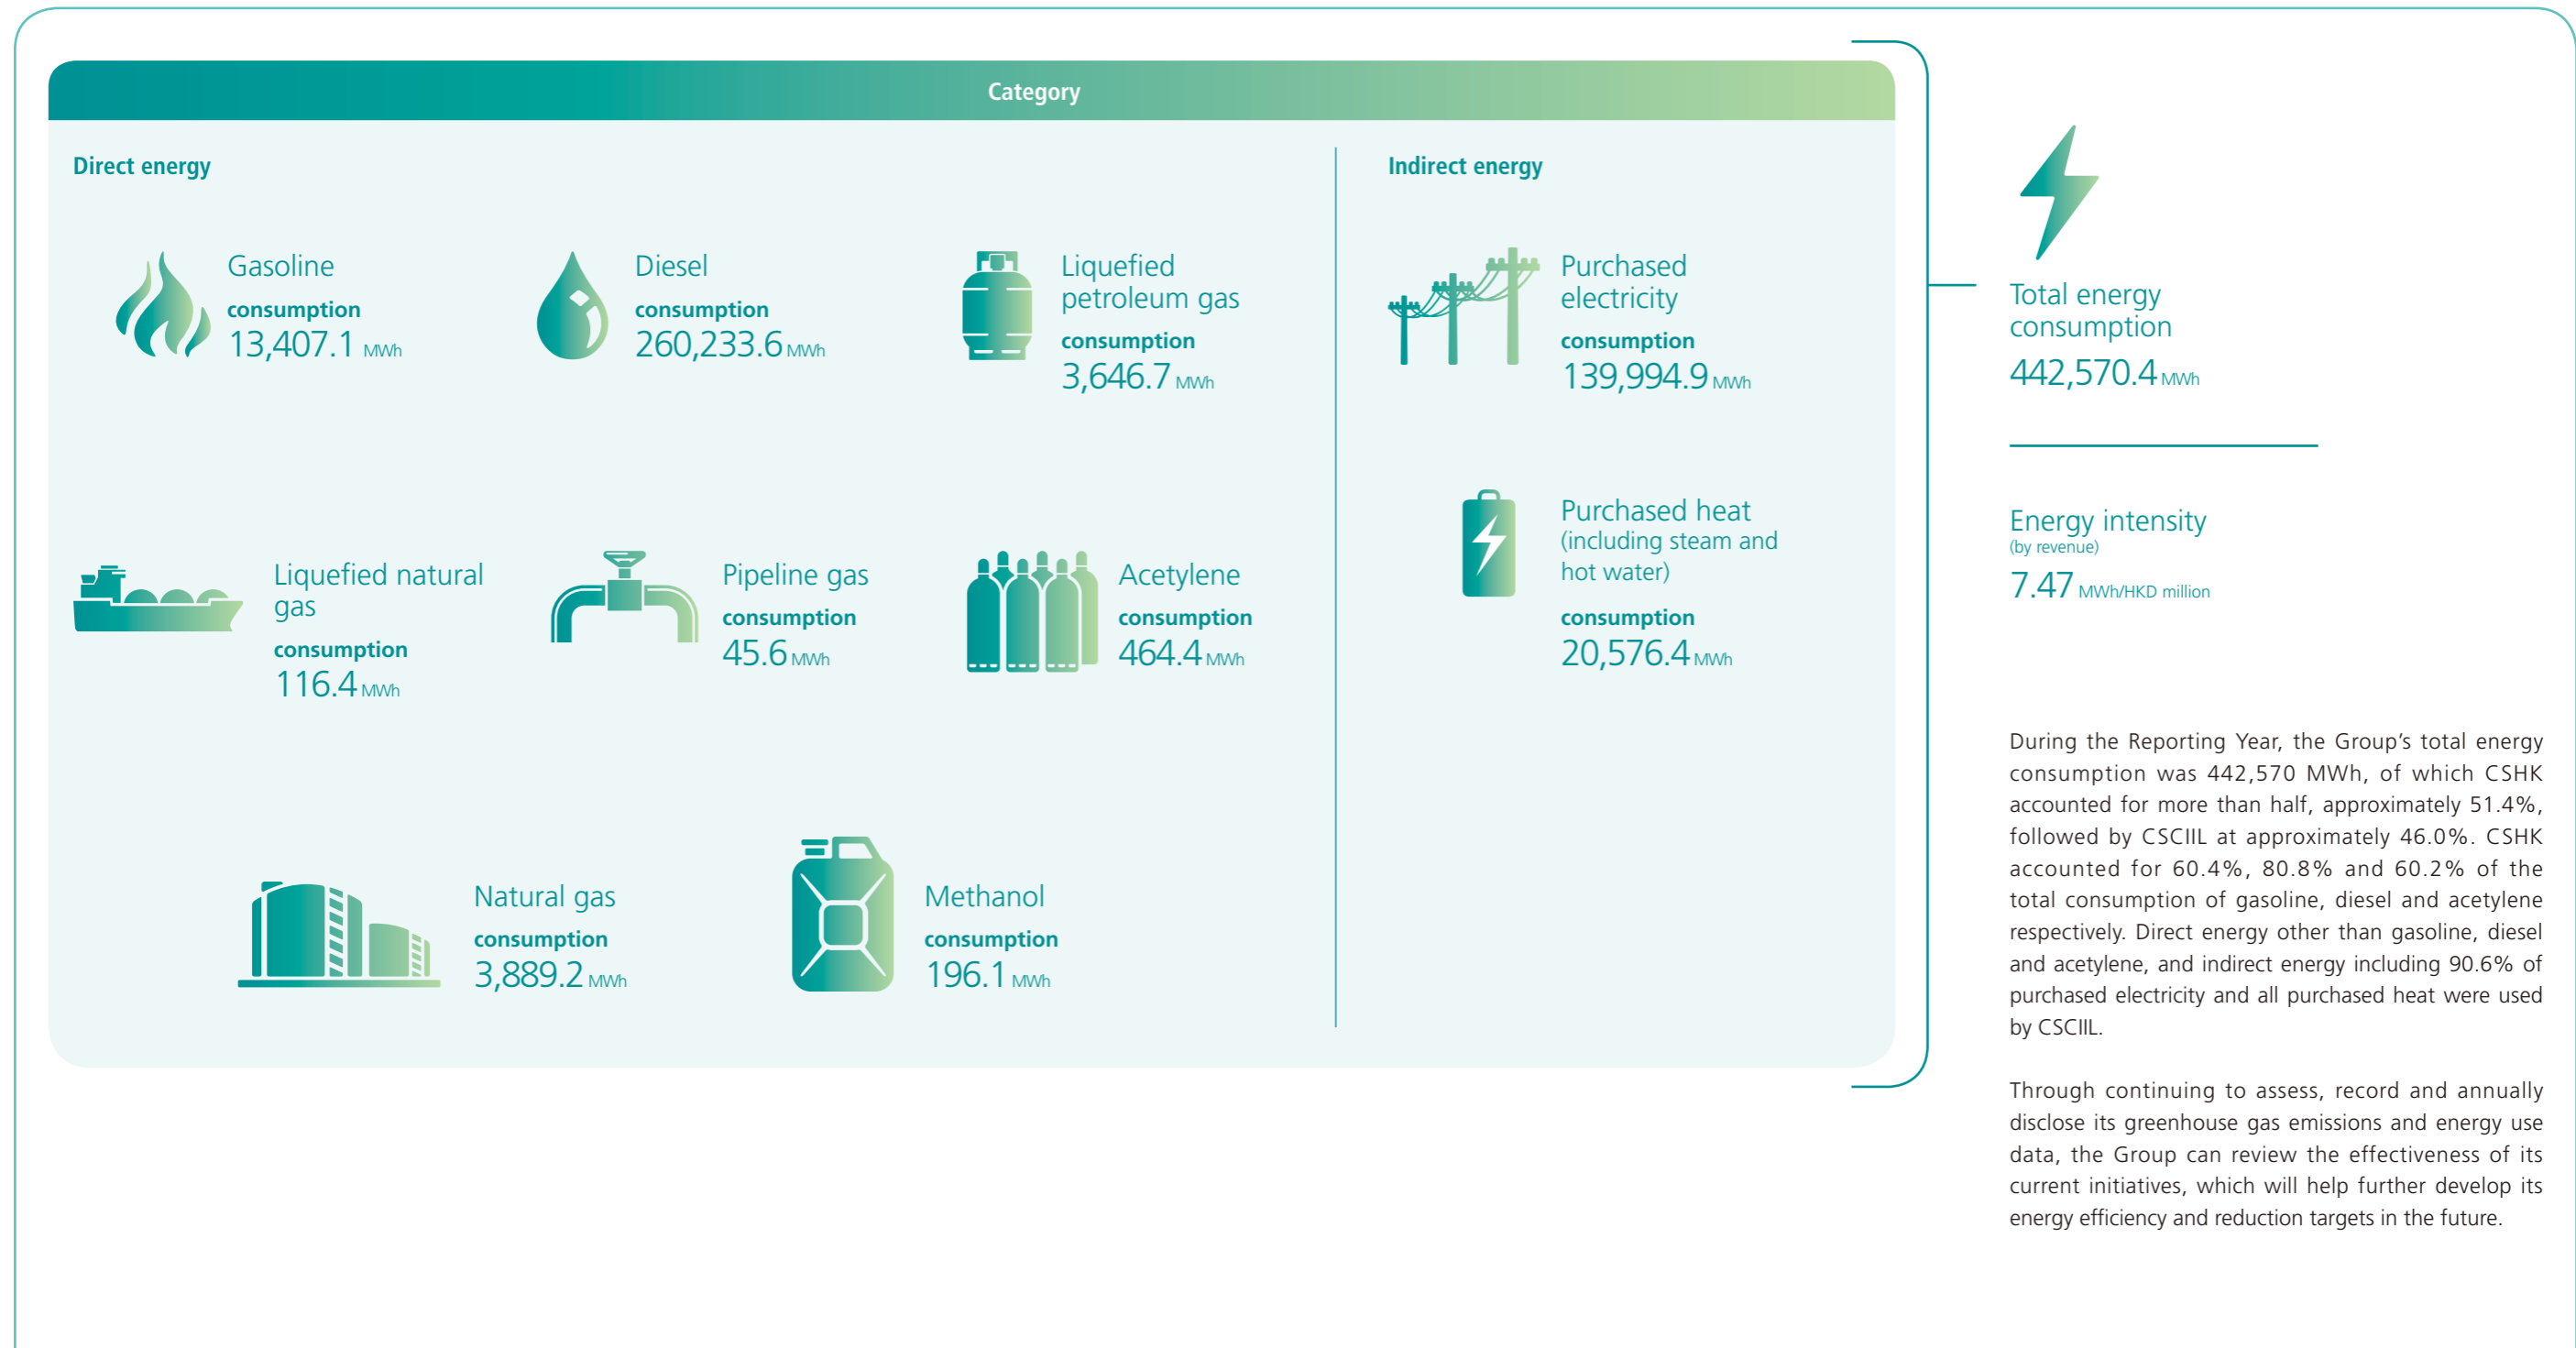 Category
Direct energy
Gasoline
consumption
13,407.1 MWh
Diesel
consumption
260,233.6 MWh
Liquefied
petroleum gas
consumption
3,646.7 MWh
Liquefied natural
gas
consumption
116.4 MWh
Pipeline gas
consumption
45.6 MWh
Acetylene
consumption
464.4 MWh
Natural gas
consumption
3,889.2 MWh
Methanol
consumption
196.1 MWh
Indirect energy
Purchased
electricity
consumption
139,994.9 MWh
Purchased heat
(including steam and
hot water)
consumption
20,576.4 MWh
Total energy
consumption
442,570.4 MWh
Energy intensity
(by revenue)
7.47 MWh/HKD million
During the Reporting Year, the Group's total energy
consumption was 442,570 MWh, of which CSHK
accounted for more than half, approximately 51.4%,
followed by CSCIIL at approximately 46.0%. CSHK
accounted for 60.4%, 80.8% and 60.2% of the
total consumption of gasoline, diesel and acetylene
respectively. Direct energy other than gasoline, diesel
and acetylene, and indirect energy including 90.6% of
purchased electricity and all purchased heat were used
by CSCIIL.
Through continuing to assess, record and annually
disclose its greenhouse gas emissions and energy use
data, the Group can review the effectiveness of its
current initiatives, which will help further develop its
energy efficiency and reduction targets in the future.